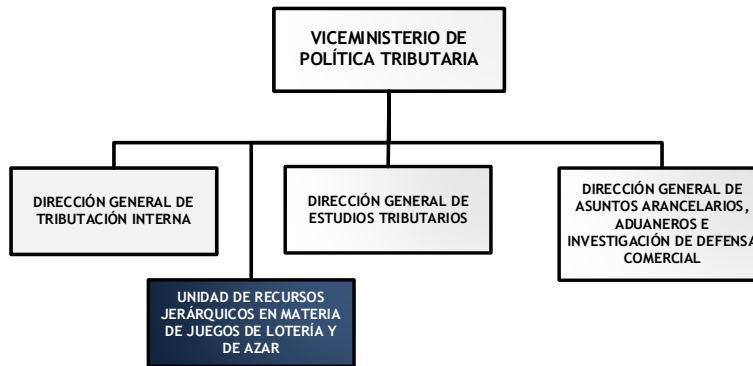 VICEMINISTERIO DE
POLÍTICA TRIBUTARIA
DIRECCIÓN GENERAL DE
TRIBUTACIÓN INTERNA
DIRECCIÓN GENERAL DE
ESTUDIOS TRIBUTARIOS
DIRECCIÓN GENERAL DE
ASUNTOS ARANCELARIOS,
ADUANEROS E
INVESTIGACIÓN DE DEFENSA
COMERCIAL
UNIDAD DE RECURSOS
JERÁRQUICOS EN MATERIA
DE JUEGOS DE LOTERÍA Y
DE AZAR